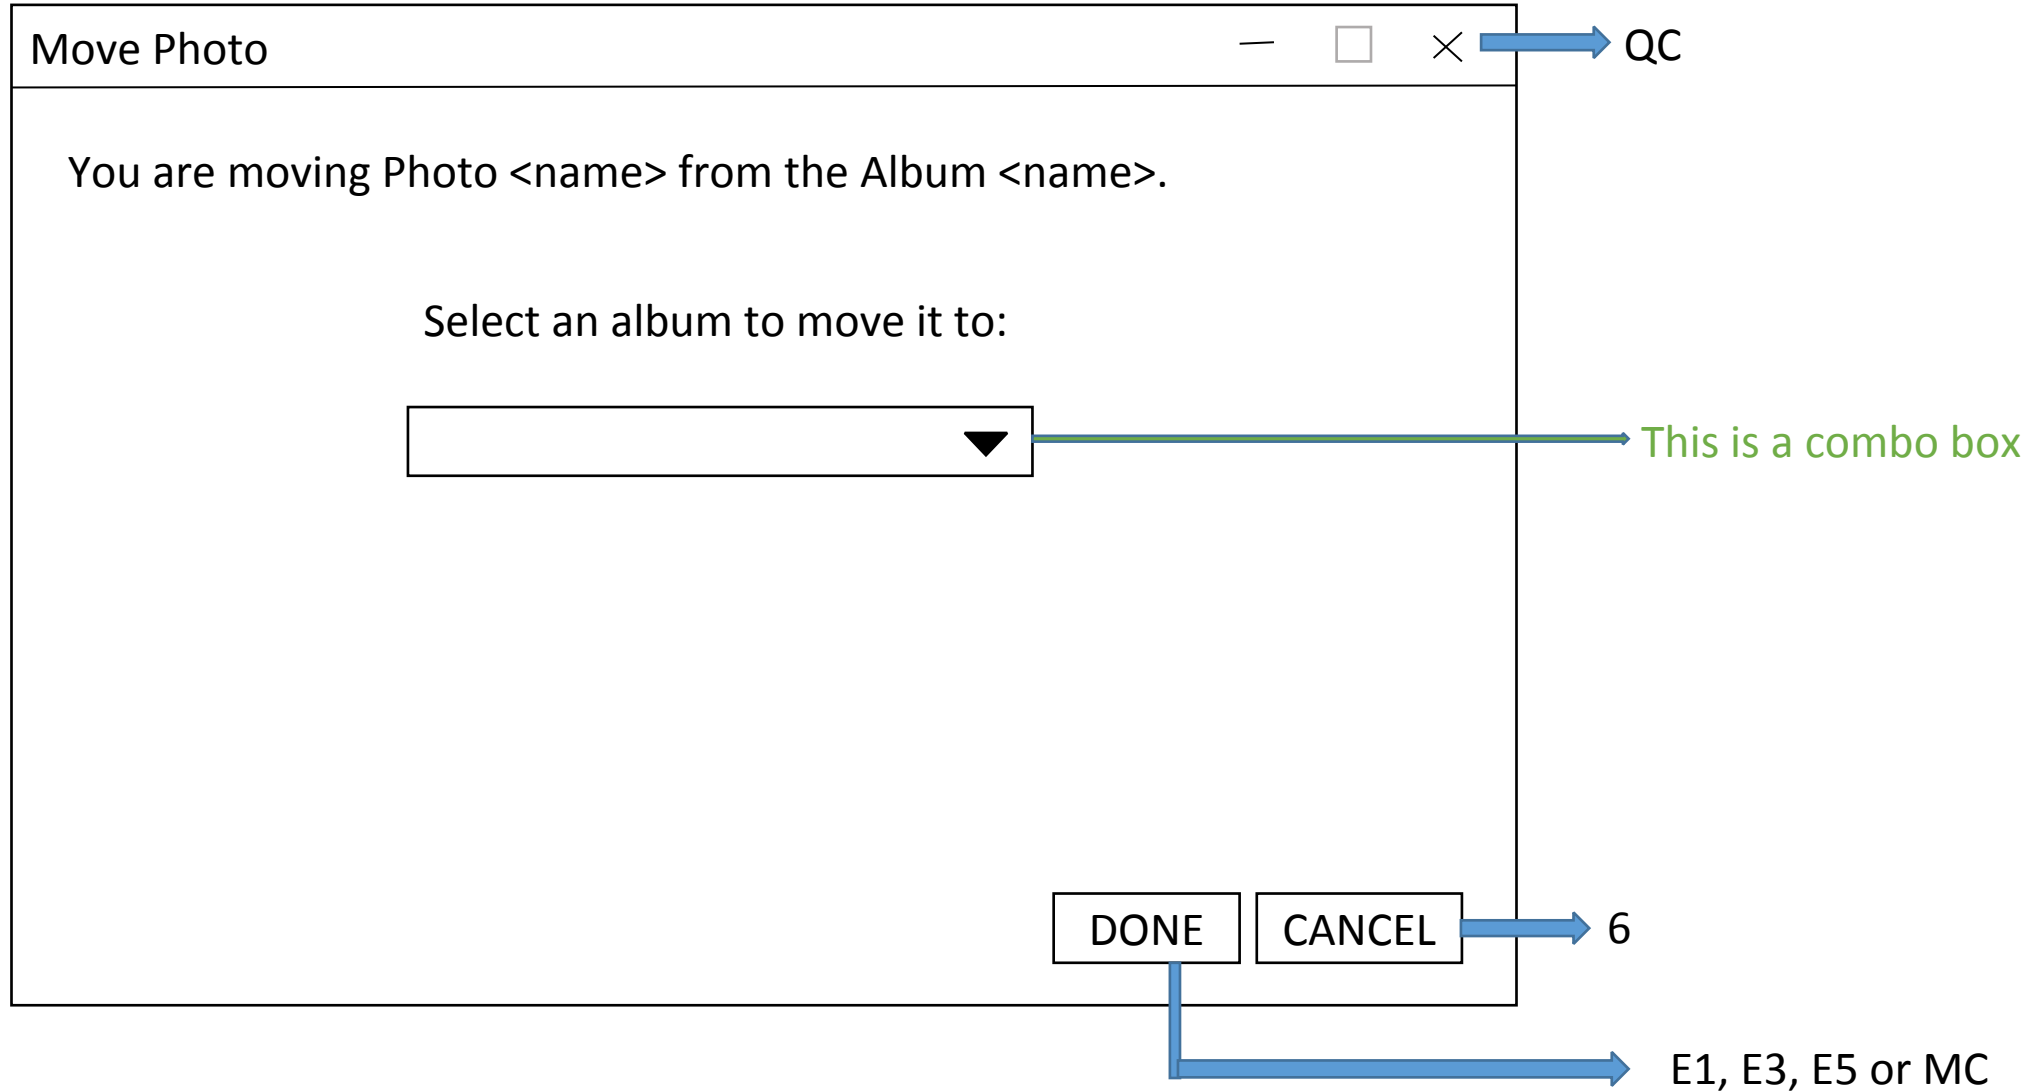 Move Photo
QC
You are moving Photo <name> from the Album <name>.
Select an album to move it to:
This is a combo box
DONE
CANCEL
6
E1, E3, E5 or MC